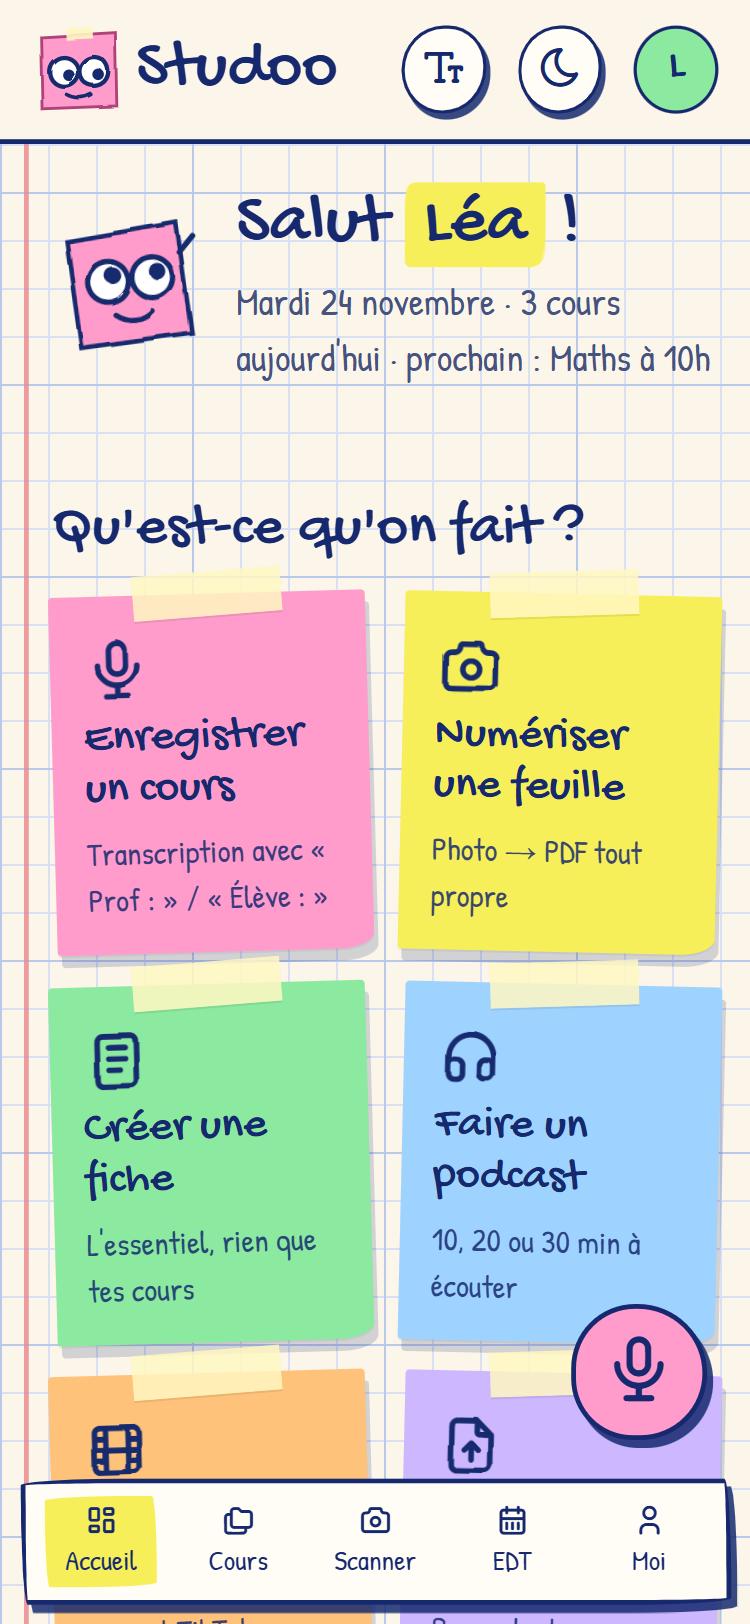 Studoo
Tт
L
Salut Léa !
Mardi 24 novembre · 3 cours
aujourd'hui · prochain : Maths à 10h
Qu'est-ce qu'on fait ?
Enregistrer
un cours
Transcription avec «
Prof : » / « Élève : »
Numériser
une feuille
Photo → PDF tout
propre
Créer une
fiche
L'essentiel, rien que
tes cours
Faire un
podcast
10, 20 ou 30 min à
écouter
Accueil
Cours
Scanner
EDT
Moi